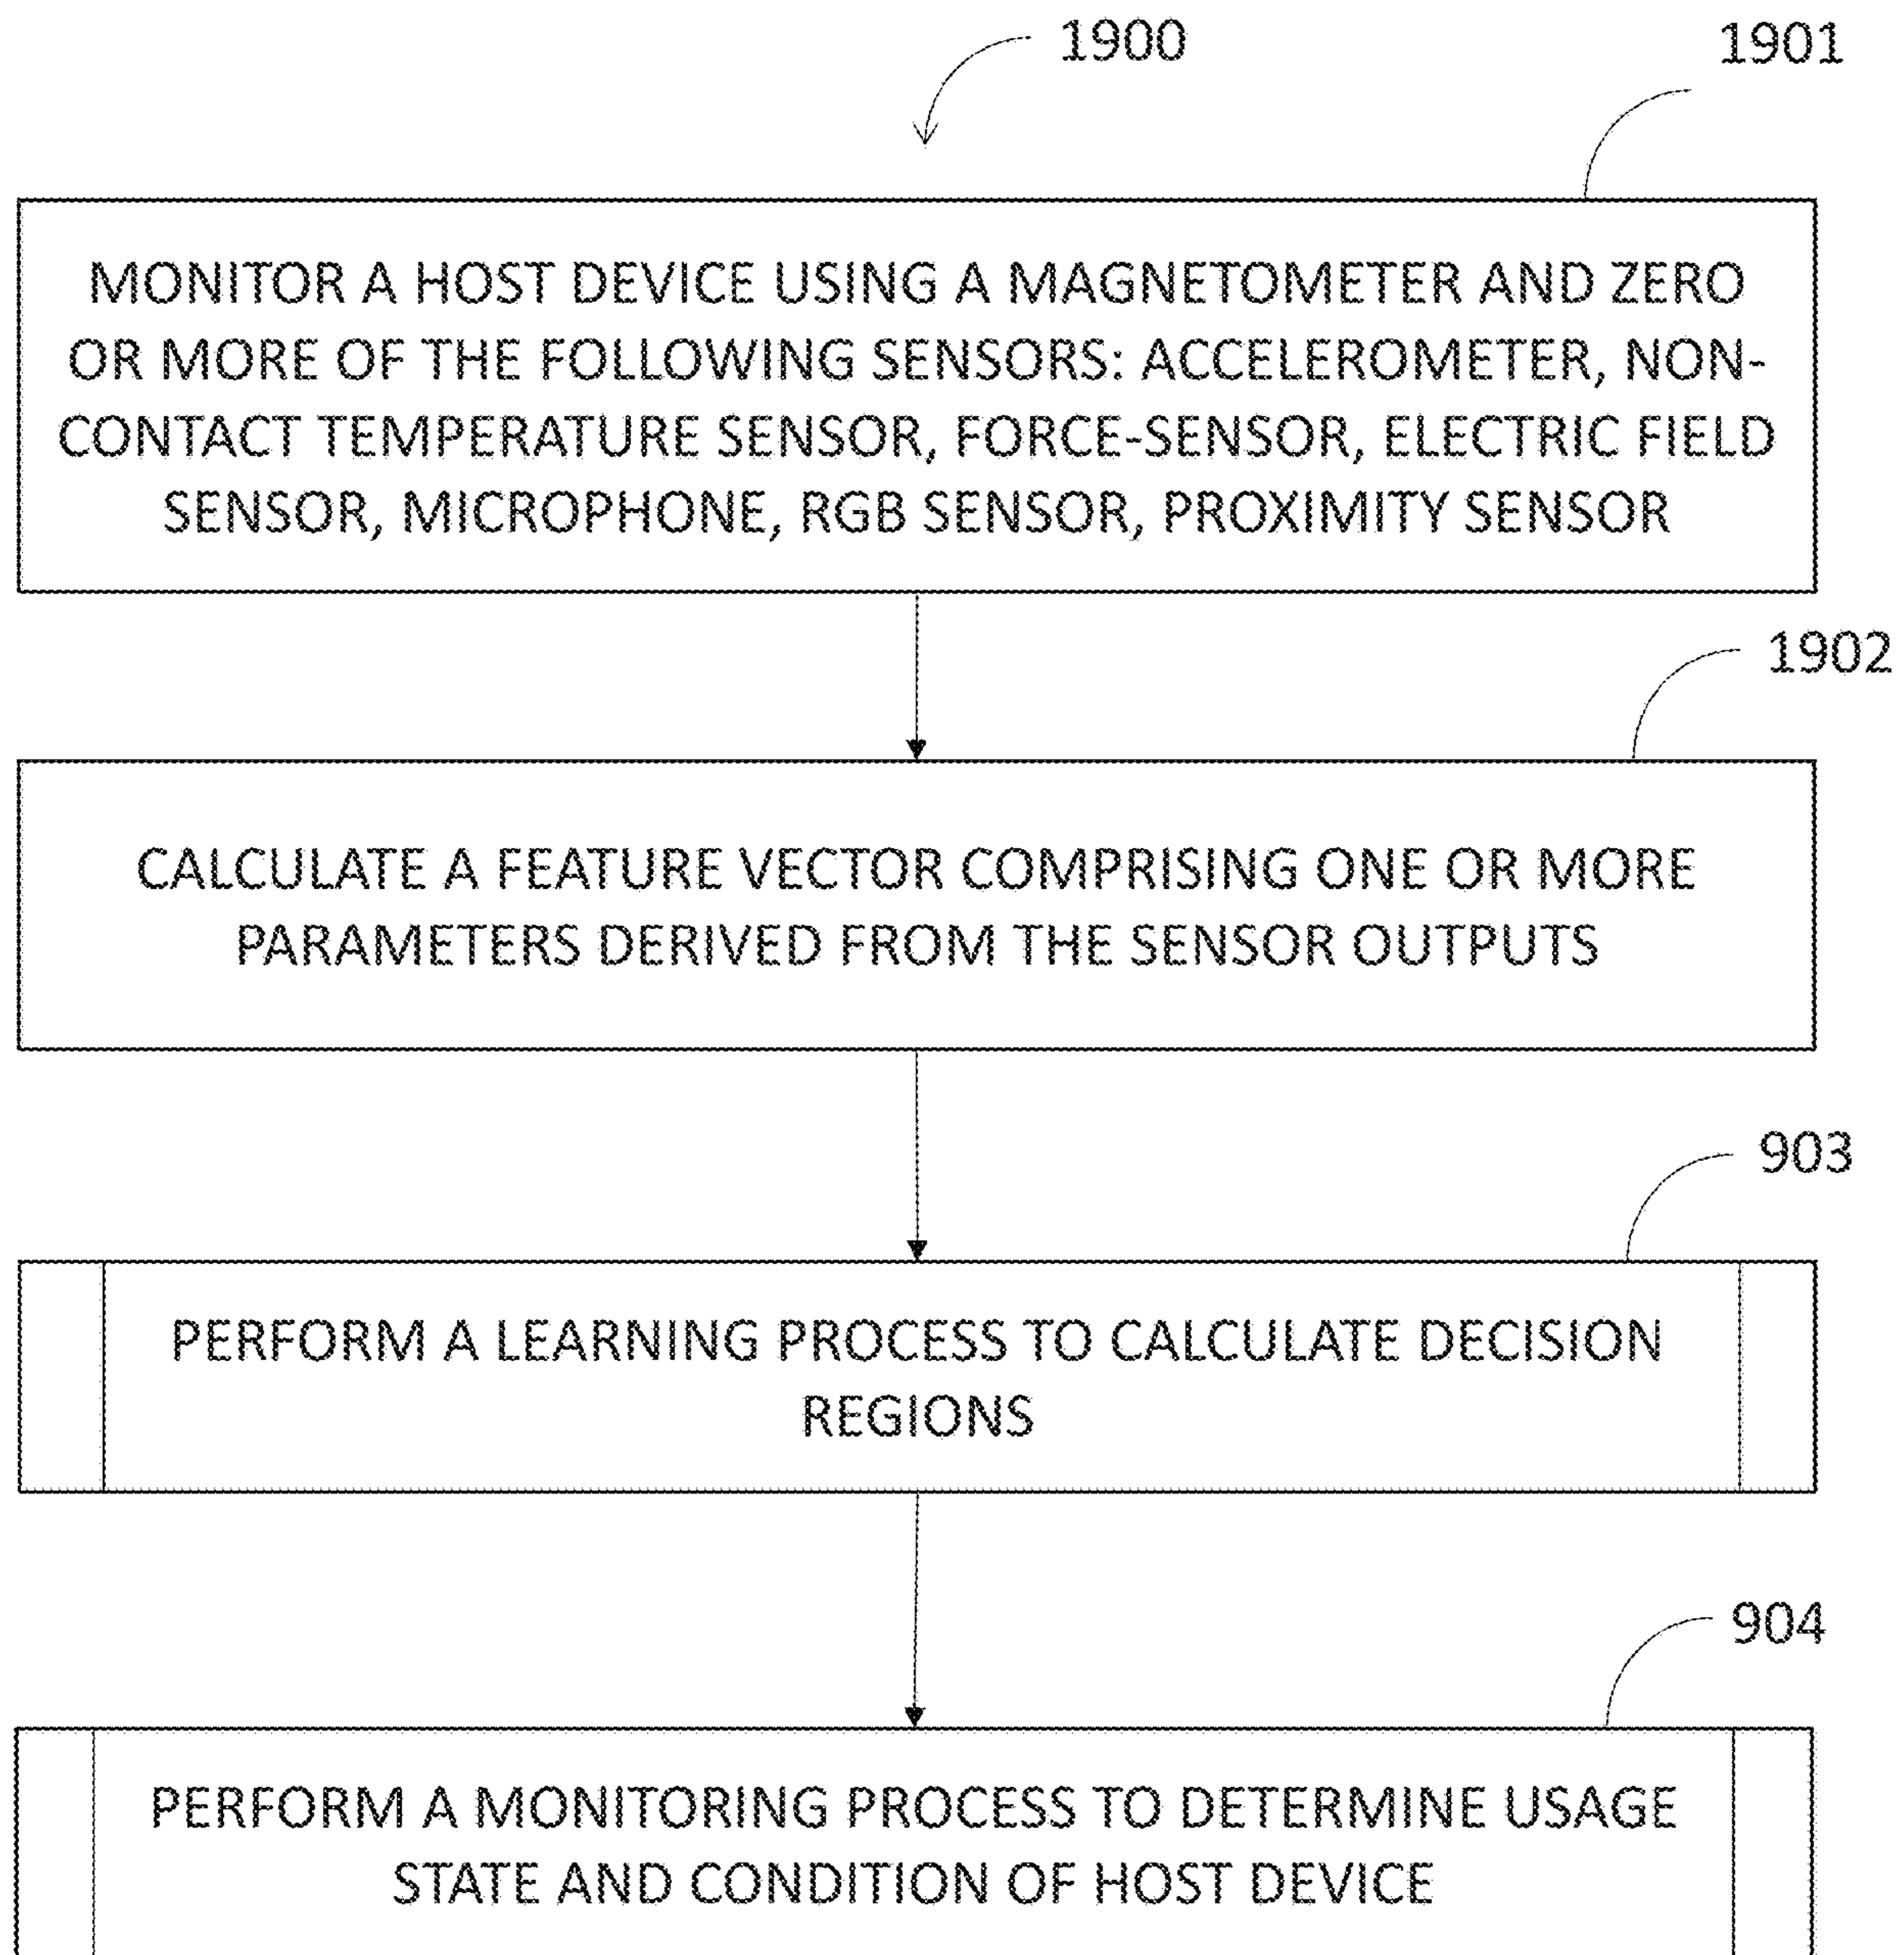 1900
1901
MONITOR A HOST DEVICE USING A MAGNETOMETER AND ZERO
OR MORE OF THE FOLLOWING SENSORS: ACCELEROMETER, NON-
CONTACT TEMPERATURE SENSOR, FORCE-SENSOR, ELECTRIC FIELD
SENSOR, MICROPHONE, RGB SENSOR, PROXIMITY SENSOR
1902
CALCULATE A FEATURE VECTOR COMPRISING ONE OR MORE
PARAMETERS DERIVED FROM THE SENSOR OUTPUTS
903
PERFORM A LEARNING PROCESS TO CALCULATE DECISION
REGIONS
904
PERFORM A MONITORING PROCESS TO DETERMINE USAGE
STATE AND CONDITION OF HOST DEVICE